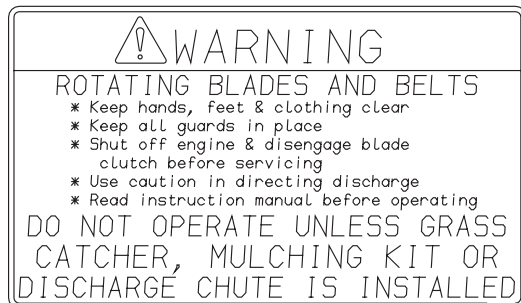 WARNING
ROTATING BLADES AND BELTS
* Keep hands, feet & clothing clear
* Keep all guards in place
* Shut off engine & disengage blade
clutch before servicing
* Use caution in directing discharge
* Read instruction manual before operating
DO NOT OPERATE UNLESS GRASS
CATCHER, MULCHING KIT OR
DISCHARGE CHUTE IS INSTALLED